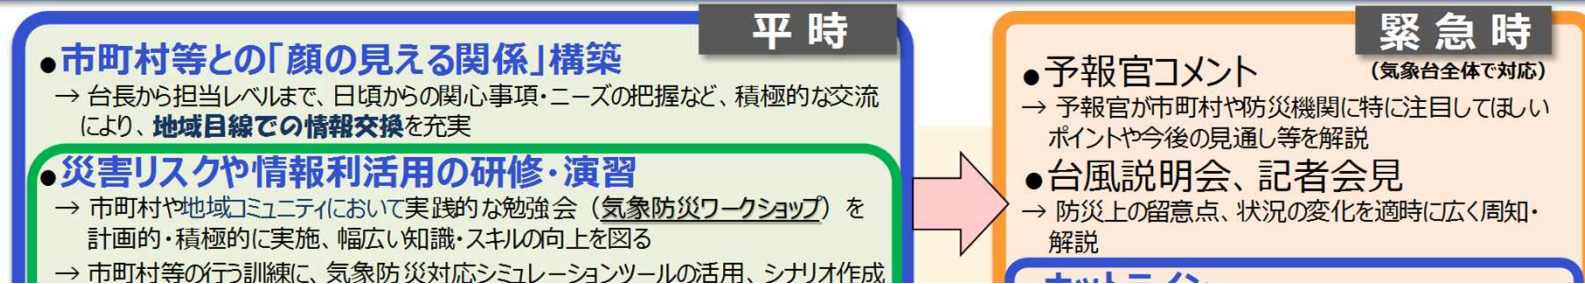 平時
●市町村等との「顔の見える関係」構築
→ 台長から担当レベルまで、日頃からの関心事項・ニーズの把握など、積極的な交流
により、地域目線での情報交換を充実
●災害リスクや情報利活用の研修・演習
→ 市町村や地域コミュニティにおいて実践的な勉強会（気象防災ワークショップ）を
計画的・積極的に実施、幅広い知識・スキルの向上を図る
→ 市町村等の行う訓練に、気象防災対応シミュレーションツールの活用、シナリオ作成
緊急時
（気象台全体で対応）
●予報官コメント
→ 予報官が市町村や防災機関に特に注目してほしい
ポイントや今後の見通し等を解説
●台風説明会、記者会見
→ 防災上の留意点、状況の変化を適時に広く周知・
解説
ホットライン